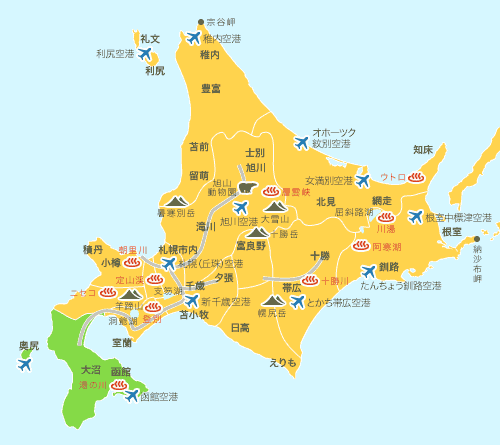 宗谷岬
礼文
利尻空港
稚内空港
稚内
利尻
豊富
オホーツク
紋別空港
苫前
士別
知床
留萌
旭川
旭山
動物園
層雲峡
女満別空港
ウトロ
北見
網走
暑寒別岳
旭川空港
大雪山
屈斜路湖
川湯
根室中標津空港
滝川
十勝岳
根室
納沙布岬
積丹
朝里川
札幌市内
富良野
阿寒湖
小樽
札幌(丘珠)空港
十勝
釧路
定山渓
夕張
十勝川
たんちょう釧路空港
ニセコ
支笏湖
千歳
帯広
羊蹄山
新千歳空港
とかち帯広空港
洞爺湖
登別
苫小牧
幌尻岳
日高
室蘭
奥尻
えりも
大沼
函館
湯の川
函館空港